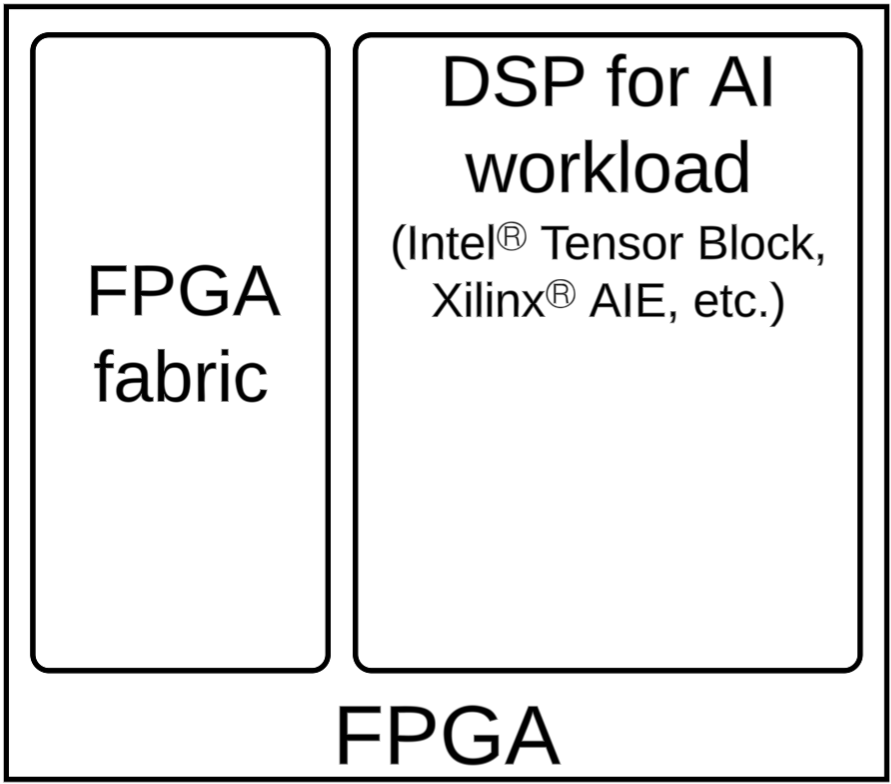 FPGA
fabric
DSP for AI
workload
(Intel® Tensor Block,
Xilinx® AIE, etc.)
FPGA